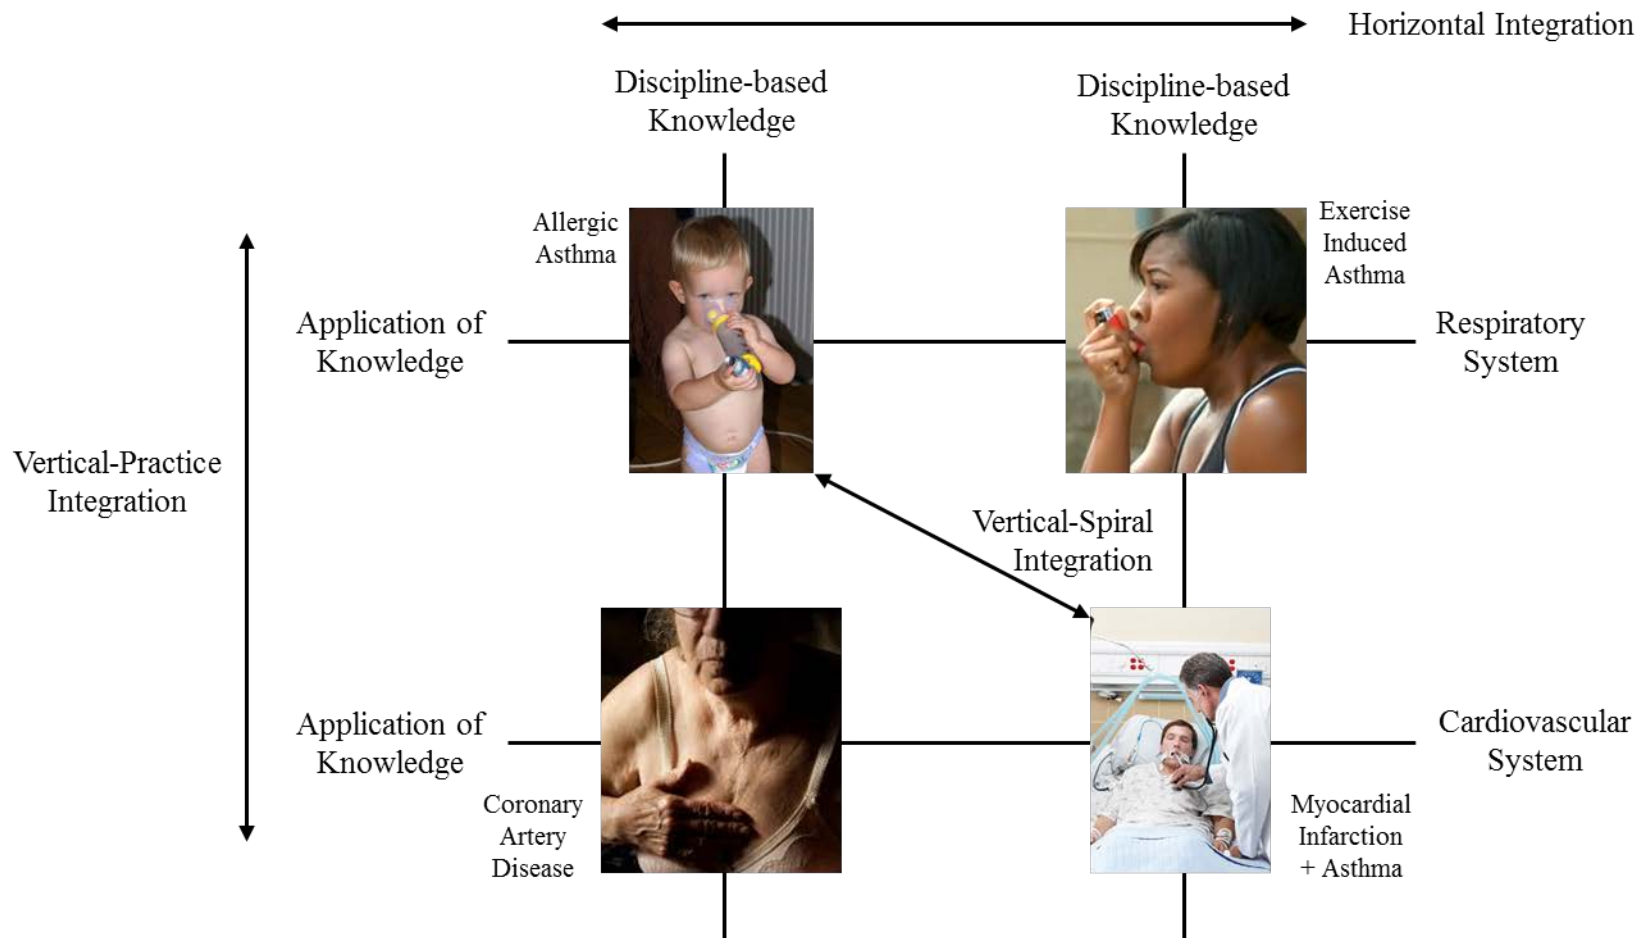 Horizontal Integration
Discipline-based
Knowledge
Discipline-based
Knowledge
Allergic
Asthma
Exercise
Induced
Asthma
Application of
Knowledge
Respiratory
System
Vertical-Practice
Integration
Vertical-Spiral
Integration
Application of
Knowledge
Cardiovascular
System
Coronary
Artery
Disease
Myocardial
Infarction
+ Asthma